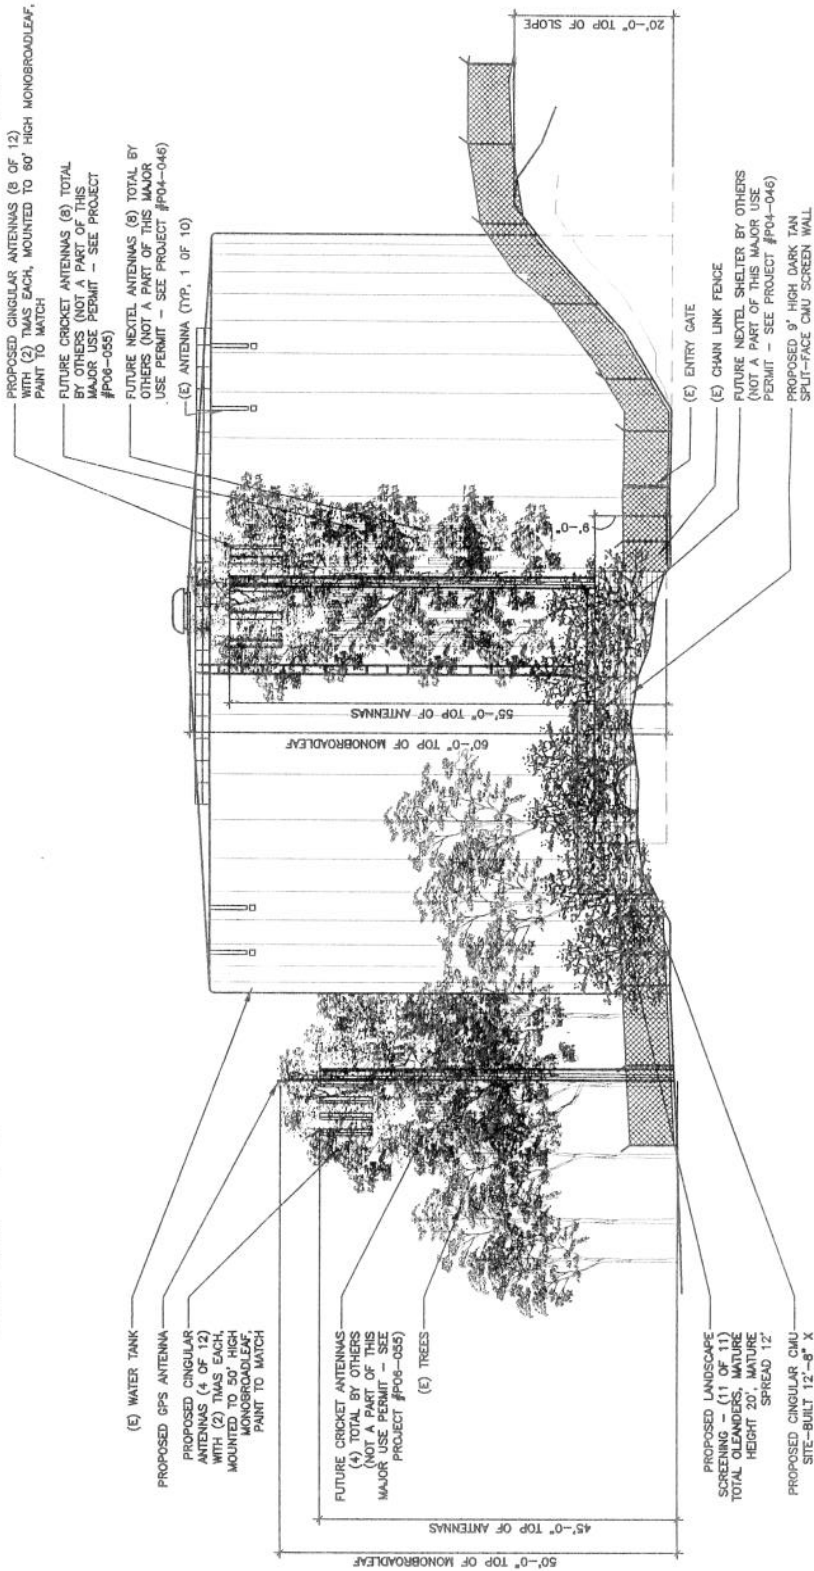 PROPOSED CINGULAR ANTENNAS (8 OF 12)
WITH (2) TMAS EACH, MOUNTED TO 60' HIGH MONOBROADLEAF,
PAINT TO MATCH
FUTURE CRICKET ANTENNAS (8) TOTAL
BY OTHERS (NOT A PART OF THIS
MAJOR USE PERMIT – SEE PROJECT
#P06-055)
FUTURE NEXTEL ANTENNAS (6) TOTAL BY
OTHERS (NOT A PART OF THIS MAJOR
USE PERMIT – SEE PROJECT #P04-046)
(E) ANTENNA (TYP. 1 OF 10)
20'-0" TOP OF SLOPE
9'-0"
55'-0" TOP OF ANTENNAS
60'-0" TOP OF MONOBROADLEAF
(E) ENTRY GATE
(E) CHAIN LINK FENCE
FUTURE NEXTEL SHELTER BY OTHERS
(NOT A PART OF THIS MAJOR USE
PERMIT – SEE PROJECT #P04-046)
PROPOSED 9' HIGH DARK TAN
SPLIT-FACE CMU SCREEN WALL
(E) WATER TANK
PROPOSED GPS ANTENNA
PROPOSED CINGULAR
ANTENNAS (4 OF 12)
WITH (2) TMAS EACH,
MOUNTED TO 50' HIGH
MONOBROADLEAF,
PAINT TO MATCH
FUTURE CRICKET ANTENNAS
(4) TOTAL BY OTHERS
(NOT A PART OF THIS
MAJOR USE PERMIT – SEE
PROJECT #P06-055)
(E) TREES
PROPOSED LANDSCAPE
SCREENING – (11 OF 11)
TOTAL OLEANDERS, MATURE
HEIGHT 20', MATURE
SPREAD 12'
PROPOSED CINGULAR CMU
SITE-BUILT 12'-8" X
45'-0" TOP OF ANTENNAS
50'-0" TOP OF MONOBROADLEAF